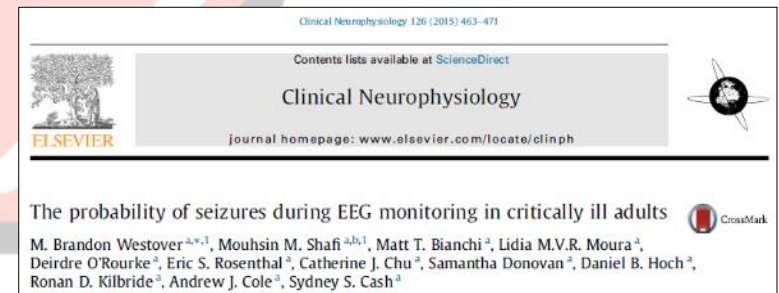 Clinical Neurophysiology 126 (2015) 463–471
Contents lists available at ScienceDirect
Clinical Neurophysiology
journal homepage: www.elsevier.com/locate/clinph
ELSEVIER
The probability of seizures during EEG monitoring in critically ill adults
CrossMark
M. Brandon Westover a,*,1, Mouhsin M. Shafi a,b,1, Matt T. Bianchi a, Lidia M.V.R. Moura a,
Deirdre O'Rourke a, Eric S. Rosenthal a, Catherine J. Chu a, Samantha Donovan a, Daniel B. Hoch a,
Ronan D. Kilbride a, Andrew J. Cole a, Sydney S. Cash a